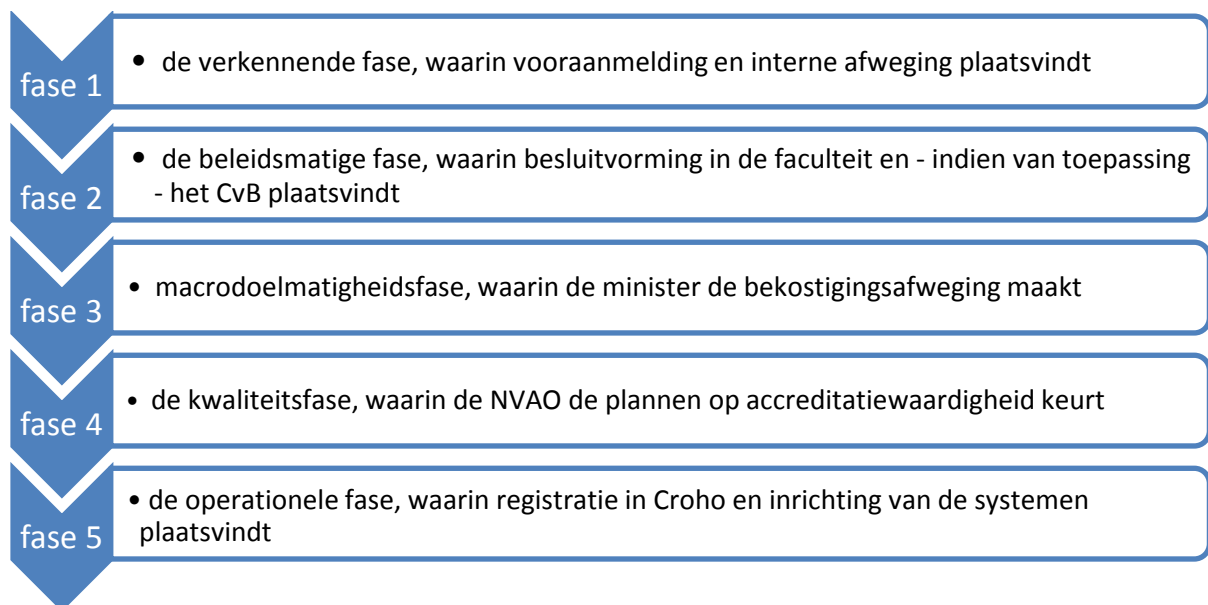 fase 1
• de verkennende fase, waarin vooraanmelding en interne afweging plaatsvindt
fase 2
• de beleidsmatige fase, waarin besluitvorming in de faculteit en - indien van toepassing
- het CvB plaatsvindt
fase 3
• macrodoelmatigheidsfase, waarin de minister de bekostigingsafweging maakt
fase 4
• de kwaliteitsfase, waarin de NVAO de plannen op accreditatiewaardigheid keurt
fase 5
• de operationele fase, waarin registratie in Croho en inrichting van de systemen
plaatsvindt